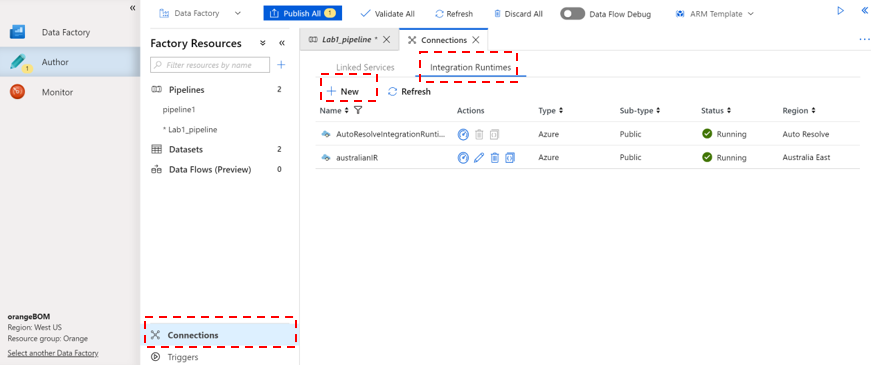 Data Factory
Publish All 1
Validate All
Refresh
Discard All
Data Flow Debug
ARM Template
Data Factory
Author
1
Monitor
Factory Resources
Filter resources by name
Pipelines 2
pipeline1
* Lab1_pipeline
Datasets 2
Data Flows (Preview) 0
Lab1_pipeline *
Connections
Linked Services
Integration Runtimes
New
Refresh
Name Actions Type Sub-type Status Region
AutoResolveIntegrationRunti... Azure Public Running Auto Resolve
australianIR Azure Public Running Australia East
orangeBOM
Region: West US
Resource group: Orange
Select another Data Factory
Connections
Triggers